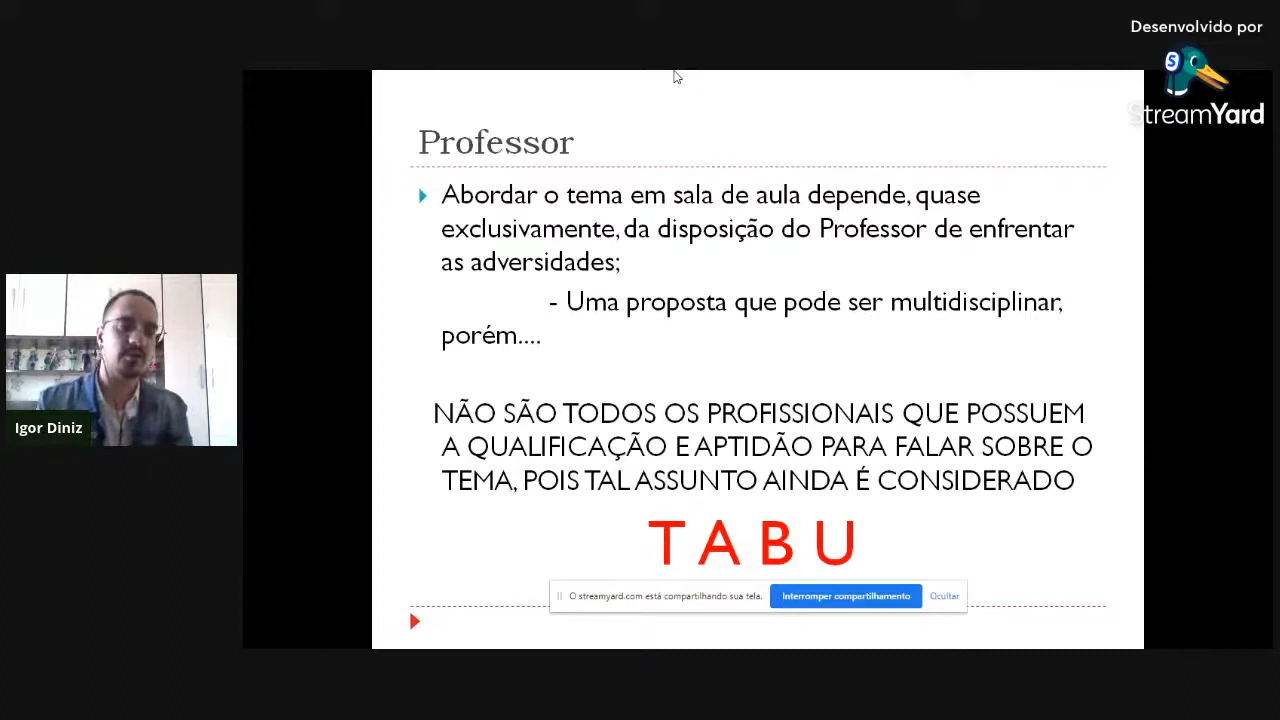 Desenvolvido por
StreamYard
Professor
Abordar o tema em sala de aula depende, quase
exclusivamente, da disposição do Professor de enfrentar
as adversidades;
- Uma proposta que pode ser multidisciplinar,
porém....
NÃO SÃO TODOS OS PROFISSIONAIS QUE POSSUEM
A QUALIFICAÇÃO E APTIDÃO PARA FALAR SOBRE O
TEMA, POIS TAL ASSUNTO AINDA É CONSIDERADO
T A B U
Igor Diniz
O streamyard.com está compartilhando sua tela. Interromper compartilhamento Ocultar